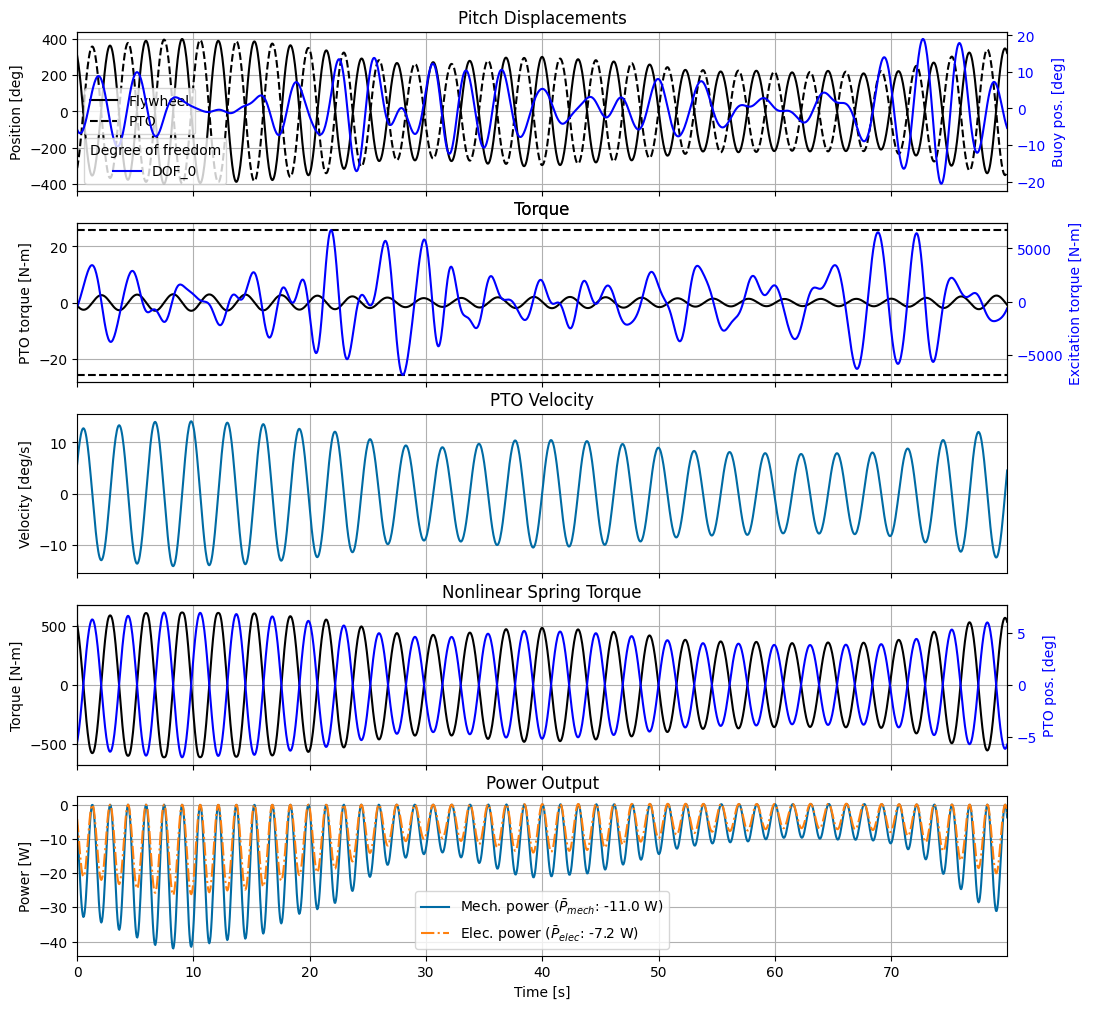 Pitch Displacements
Position [deg]
400
200
0
−200
−400
Flywheel
PTO
Degree of freedom
DOF_0
20
10
0
−10
−20
Buoy pos. [deg]
Torque
PTO torque [N-m]
20
0
−20
5000
0
−5000
Excitation torque [N-m]
PTO Velocity
Velocity [deg/s]
10
0
−10
Nonlinear Spring Torque
Torque [N-m]
500
0
−500
5
0
−5
PTO pos. [deg]
Power Output
Power [W]
0
−10
−20
−30
−40
Mech. power (P̄mech: -11.0 W)
Elec. power (P̄elec: -7.2 W)
0 10 20 30 40 50 60 70
Time [s]